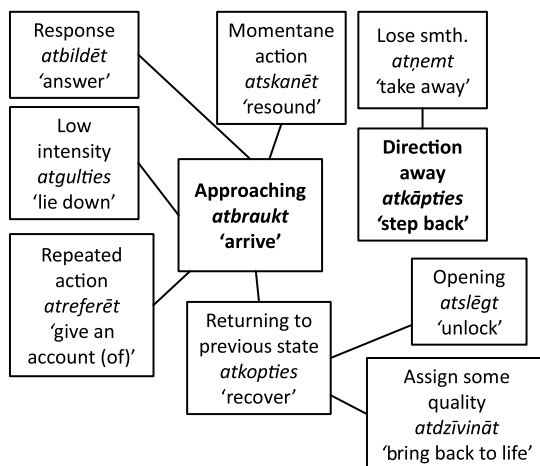 Response
atbildēt
‘answer’
Momentane
action
atskanēt
‘resound’
Lose smth.
atņemt
‘take away’
Low
intensity
atgulties
‘lie down’
Approaching
atbraukt
‘arrive’
Direction
away
atkāpties
‘step back’
Repeated
action
atreferēt
‘give an
account (of)’
Returning to
previous state
atkopties
‘recover’
Opening
atslēgt
‘unlock’
Assign some
quality
atdzīvināt
‘bring back to life’